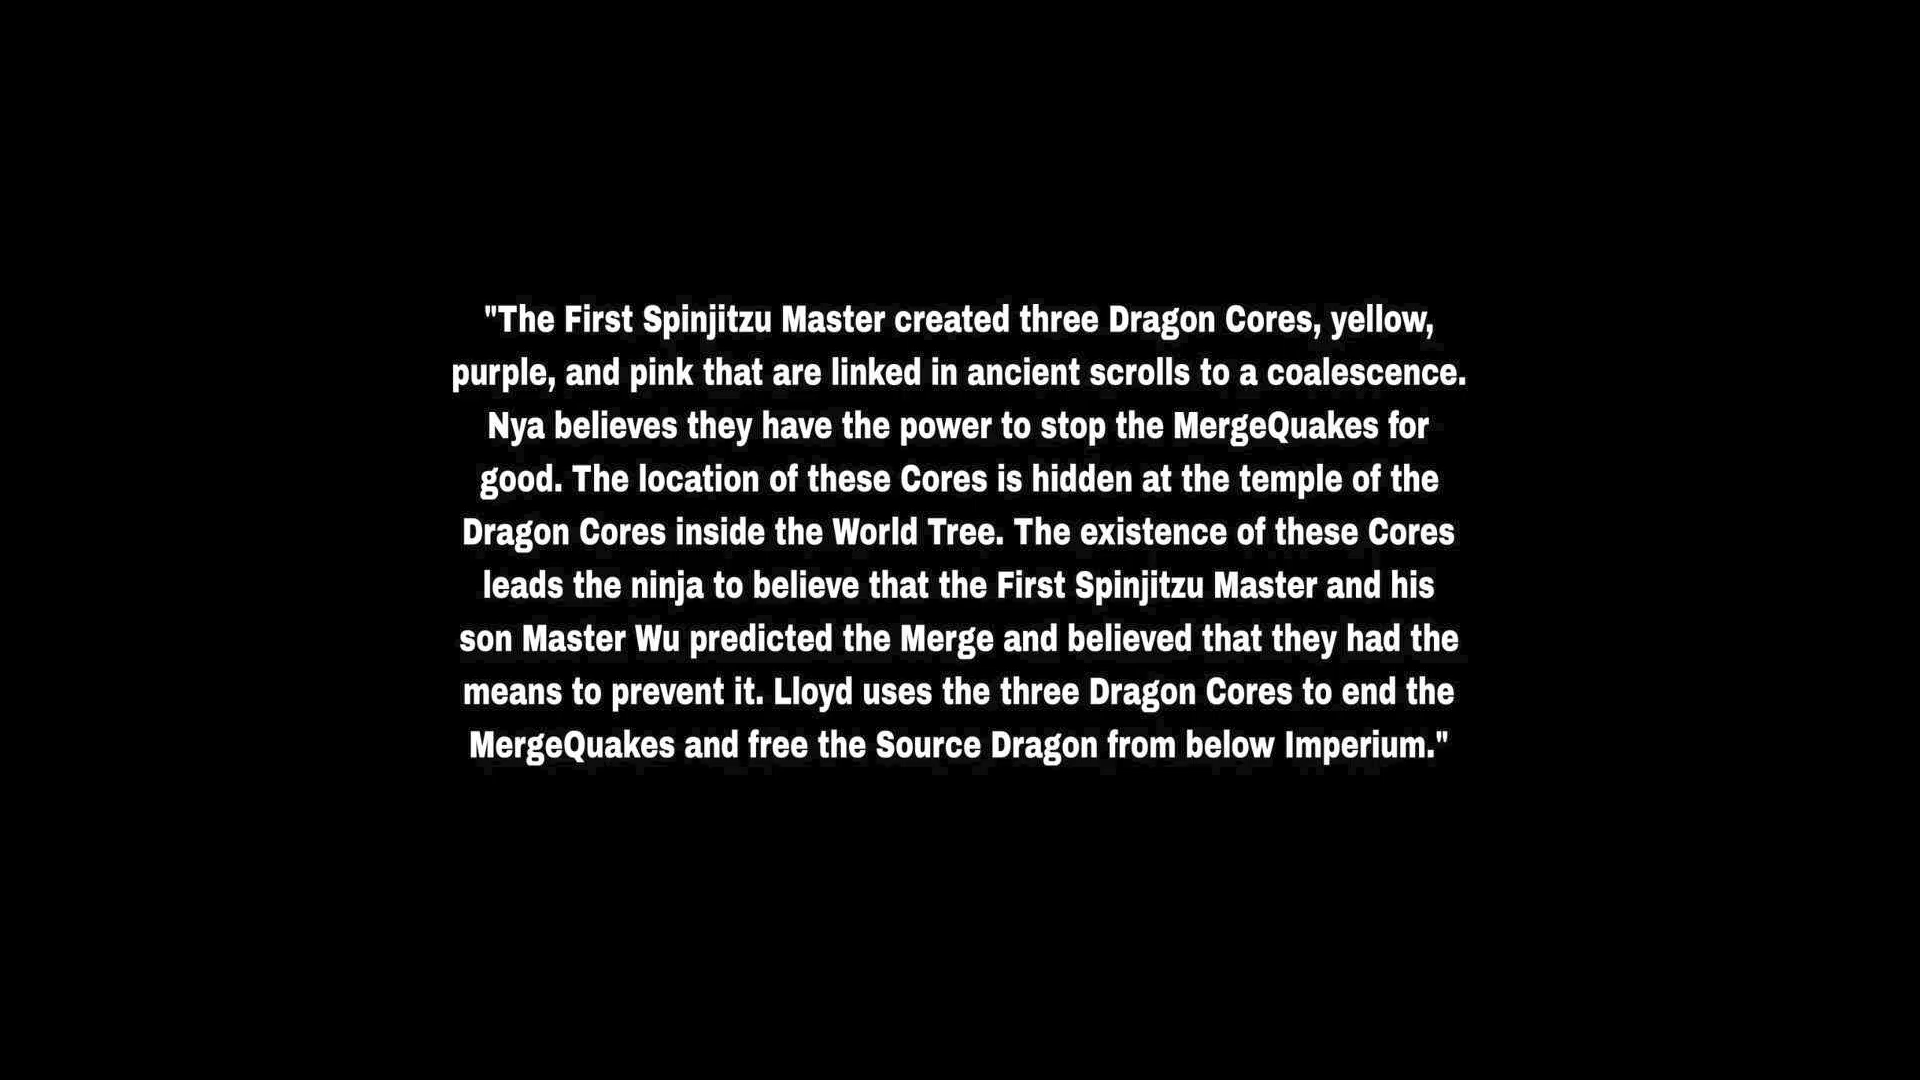 "The First Spinjitzu Master created three Dragon Cores, yellow,
purple, and pink that are linked in ancient scrolls to a coalescence.
Nya believes they have the power to stop the MergeQuakes for
good. The location of these Cores is hidden at the temple of the
Dragon Cores inside the World Tree. The existence of these Cores
leads the ninja to believe that the First Spinjitzu Master and his
son Master Wu predicted the Merge and believed that they had the
means to prevent it. Lloyd uses the three Dragon Cores to end the
MergeQuakes and free the Source Dragon from below Imperium."